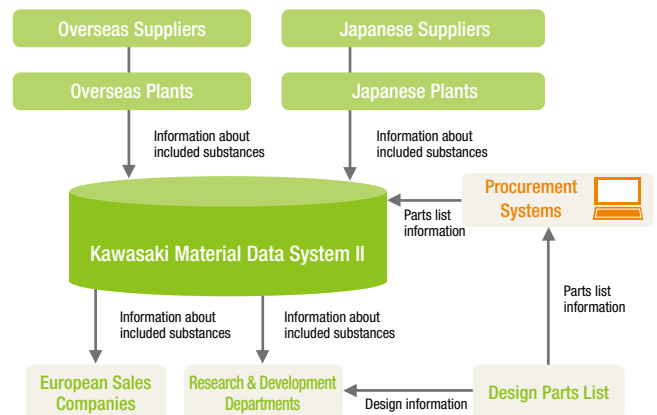 Overseas Suppliers
Japanese Suppliers
Overseas Plants
Japanese Plants
Information about
included substances
Information about
included substances
Procurement
Systems
Parts list
information
Kawasaki Material Data System II
Parts list
information
Information about
included substances
Information about
included substances
European Sales
Companies
Research & Development
Departments
Design information
Design Parts List